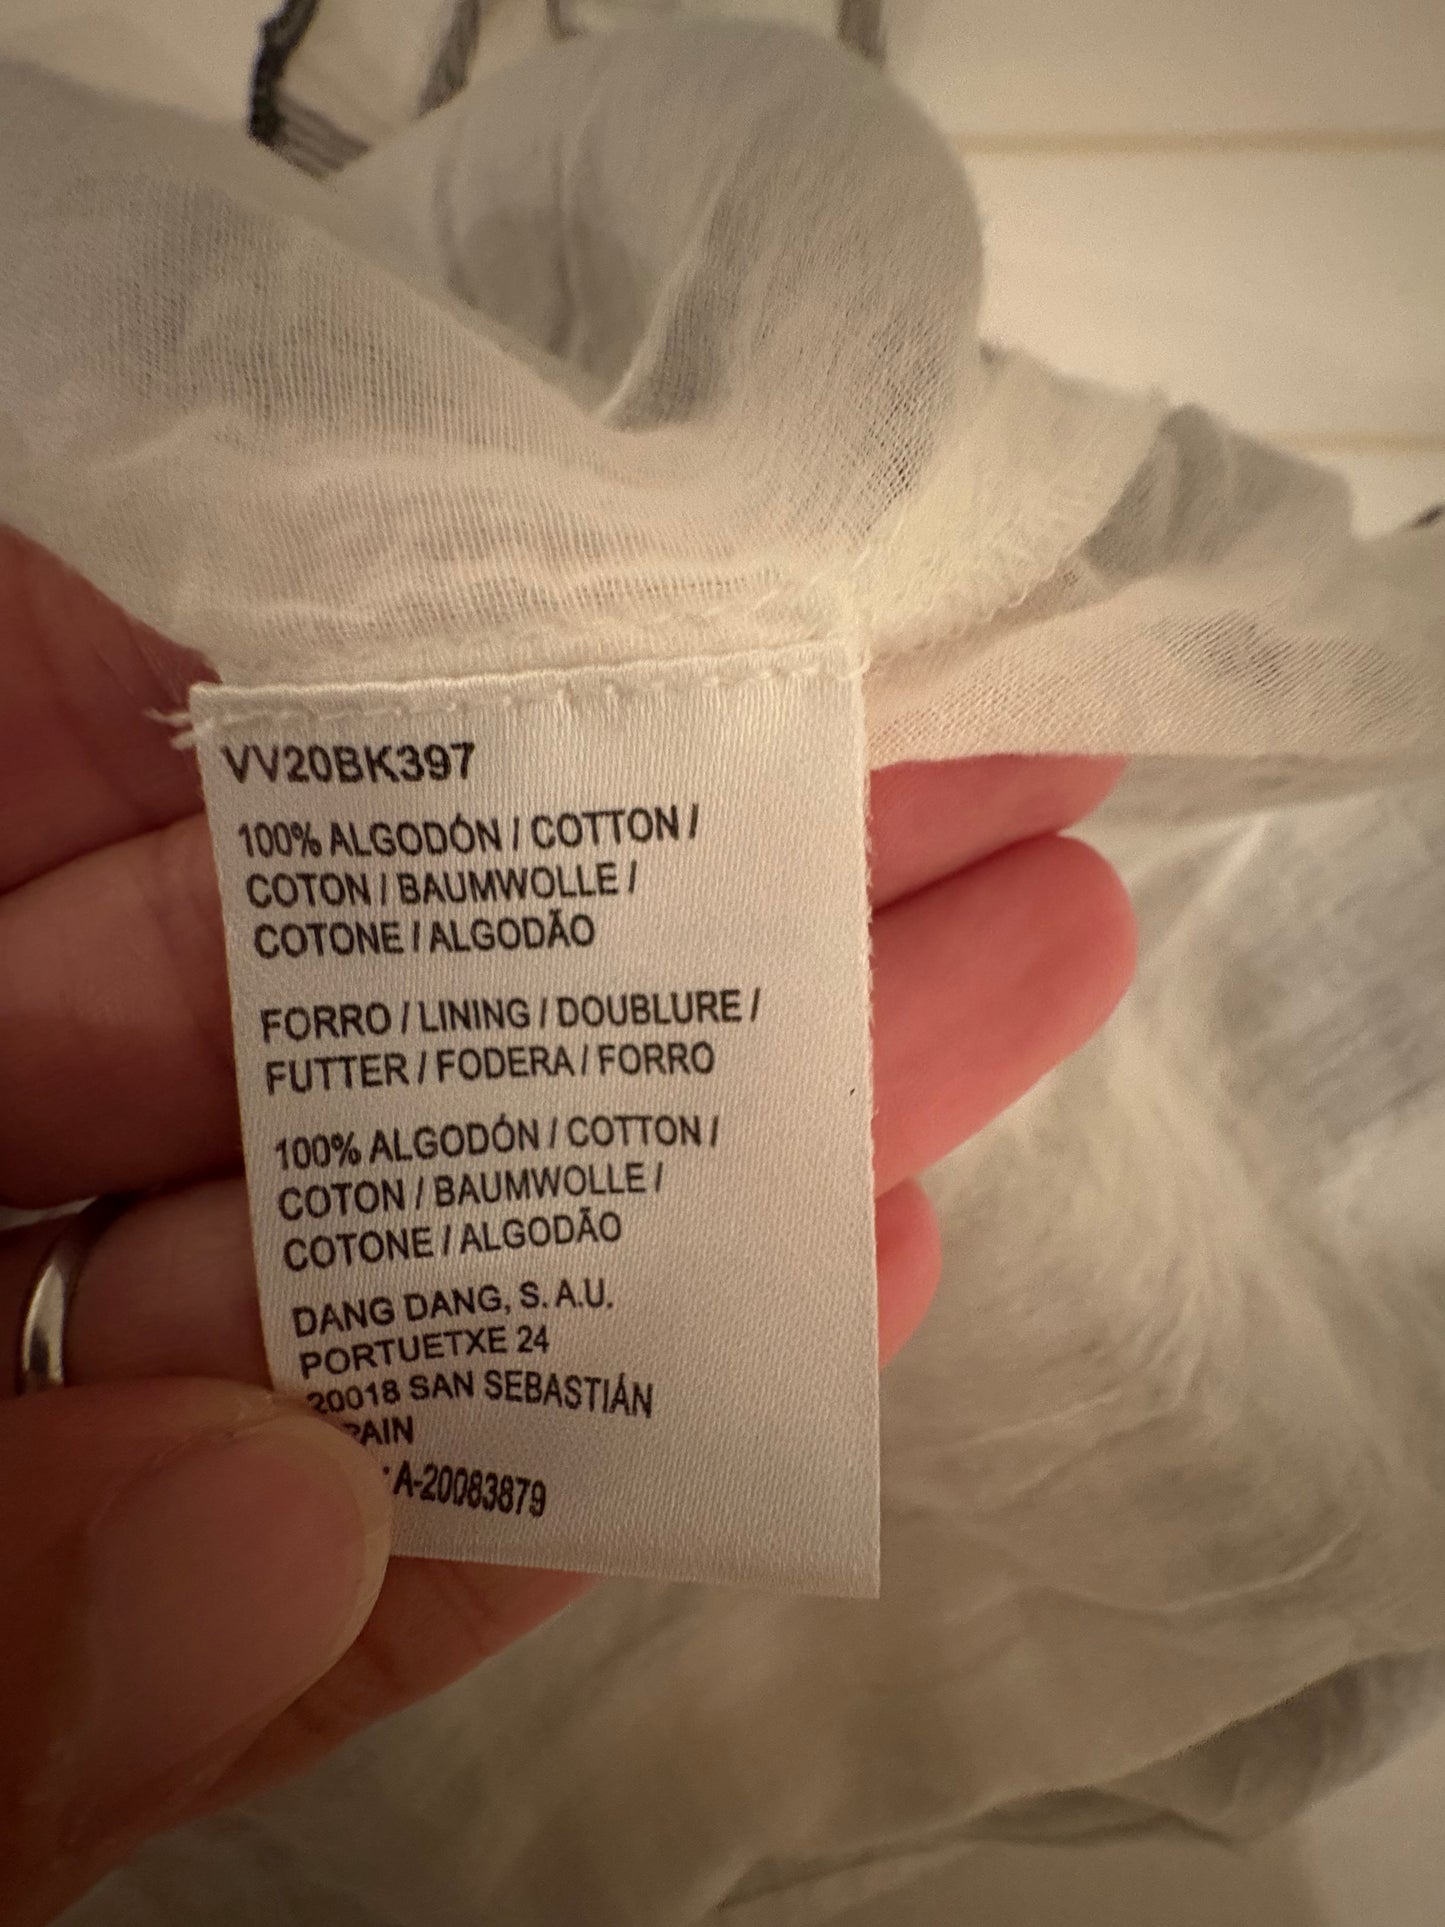 VV20BK397
100% ALGODÓN / COTTON /
COTON / BAUMWOLLE /
COTONE / ALGODÃO
FORRO / LINING / DOUBLURE /
FUTTER / FODERA / FORRO
100% ALGODÓN / COTTON /
COTON / BAUMWOLLE /
COTONE / ALGODÃO
DANG DANG, S. A.U.
PORTUETXE 24
20018 SAN SEBASTIÁN
PAIN
A-20083879